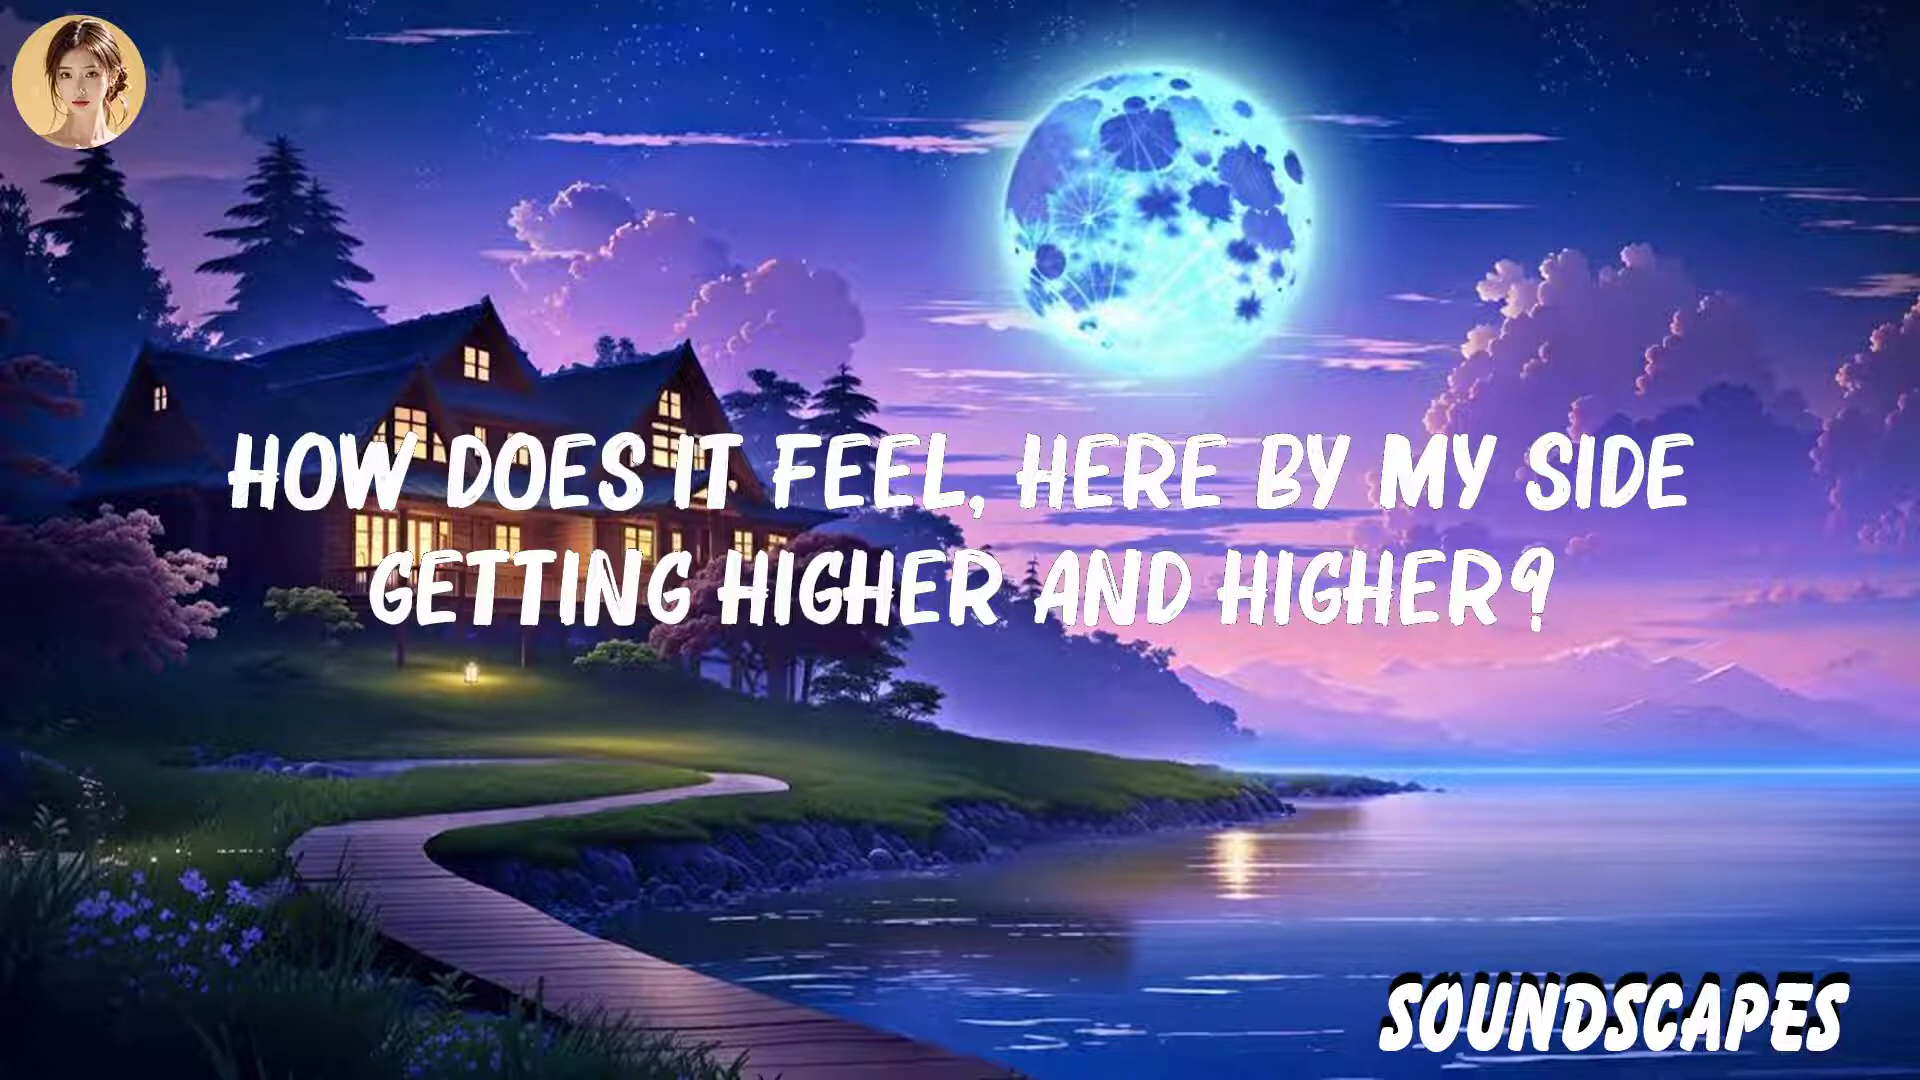 HOW DOES IT FEEL, HERE BY MY SIDE
GETTING HIGHER AND HIGHER?
SOUNDSCAPES